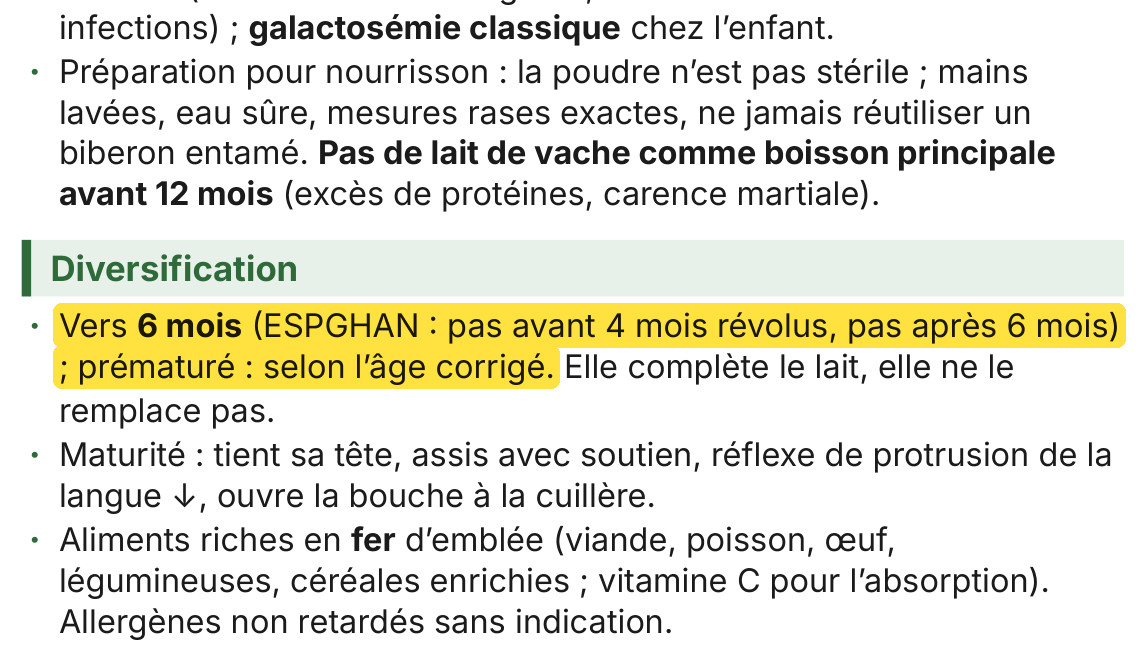 infections) ; galactosémie classique chez l’enfant.
• Préparation pour nourrisson : la poudre n’est pas stérile ; mains
lavées, eau sûre, mesures rases exactes, ne jamais réutiliser un
biberon entamé. Pas de lait de vache comme boisson principale
avant 12 mois (excès de protéines, carence martiale).
Diversification
• Vers 6 mois (ESPGHAN : pas avant 4 mois révolus, pas après 6 mois)
; prématuré : selon l’âge corrigé. Elle complète le lait, elle ne le
remplace pas.
• Maturité : tient sa tête, assis avec soutien, réflexe de protrusion de la
langue ↓, ouvre la bouche à la cuillère.
• Aliments riches en fer d’emblée (viande, poisson, œuf,
légumineuses, céréales enrichies ; vitamine C pour l’absorption).
Allergènes non retardés sans indication.